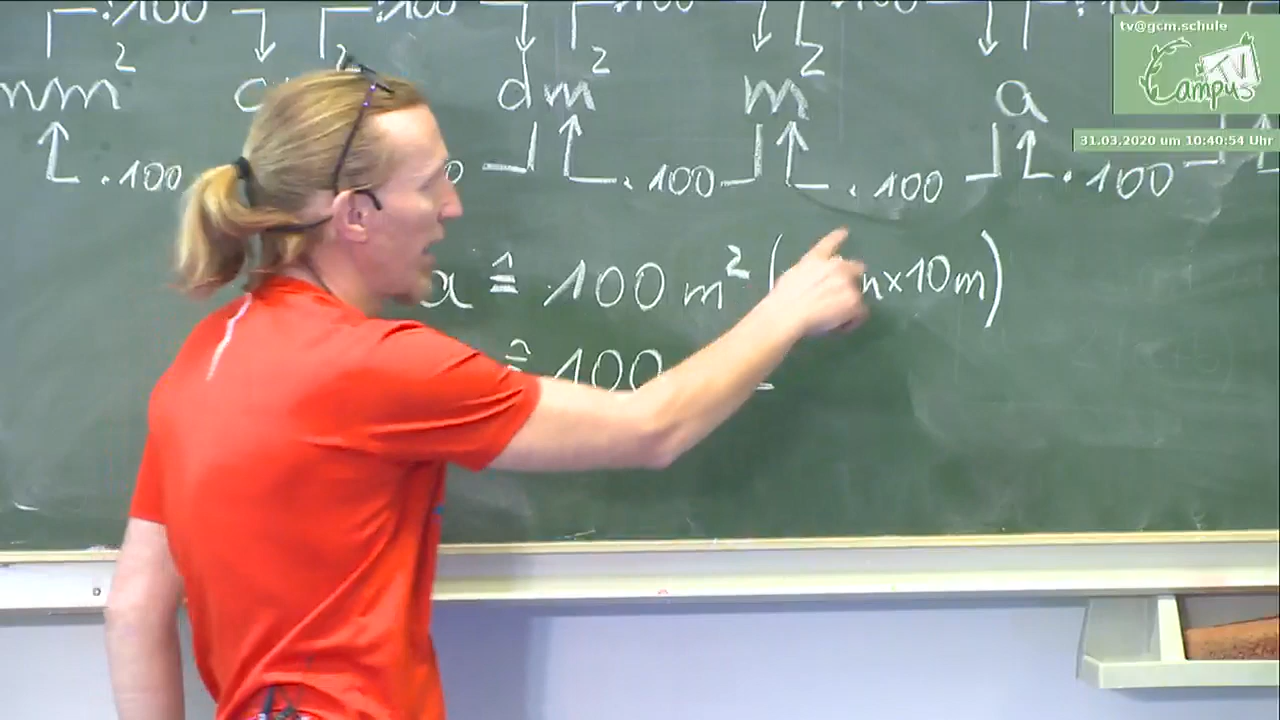 :100 :100 :100 :100 :100
tv@gcm.schule
Campus TV
mm² c ² dm² m² a
31.03.2020 um 10:40:54 Uhr
.100 0 .100 .100 .100
a ≙ 100 m² ( m×10m)
≙ 100